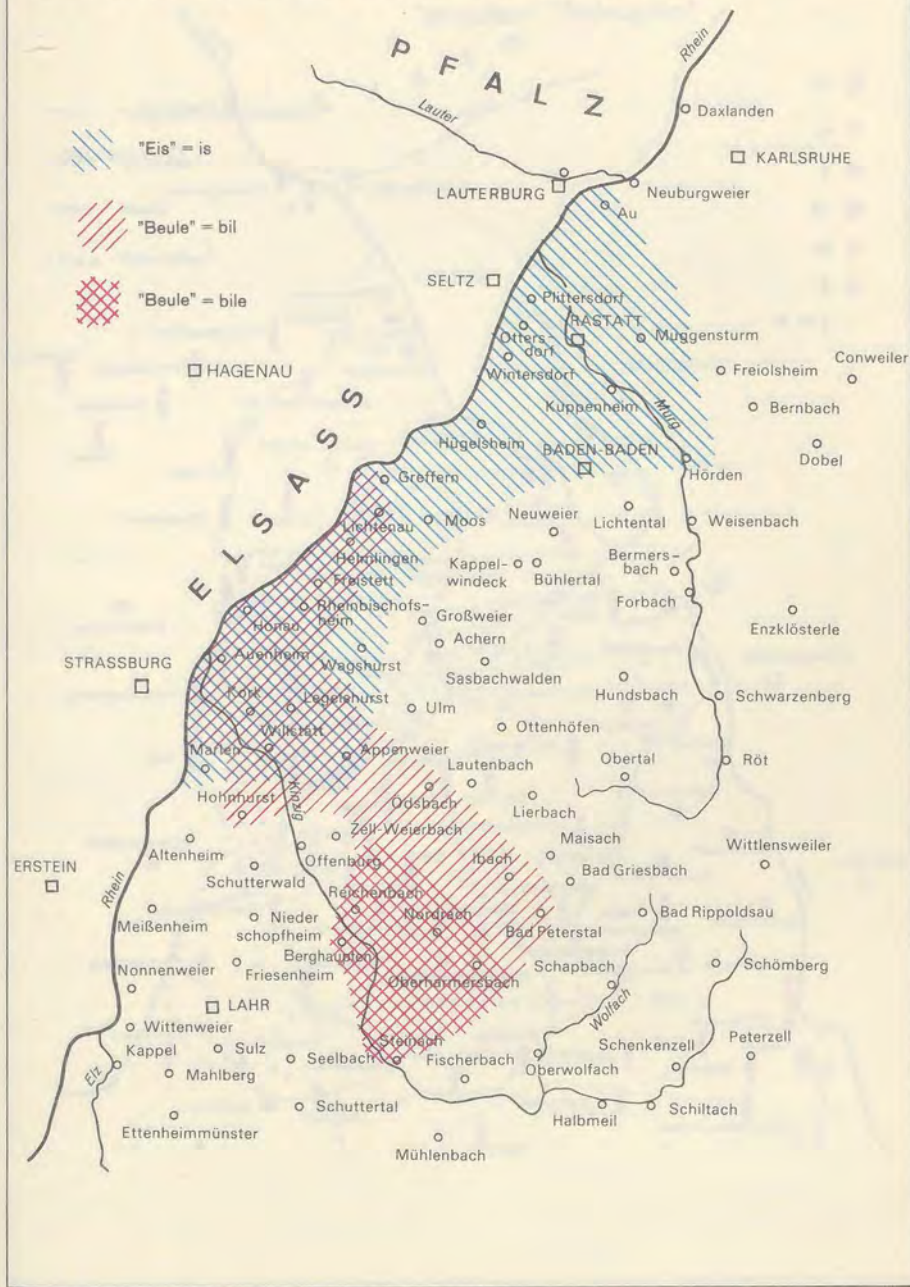 PFALZ
Rhein
Lauter
Daxlanden
"Eis" = is
KARLSRUHE
LAUTERBURG
Neuburgweier
Au
"Beule" = bil
SELTZ
"Beule" = bile
Plittersdorf
RASTATT
Otters-
dorf
Muggensturm
Wintersdorf
HAGENAU
Freiolsheim
Conweiler
Kuppenheim
Murg
Bernbach
Hügelsheim
BADEN-BADEN
Dobel
Hörden
ELSASS
Greffern
Lichtenau
Moos
Neuweier
Lichtental
Weisenbach
Helmlingen
Kappel-
windeck
Bühlertal
Bermers-
bach
Freistett
Forbach
Honau
Rheinbischofs-
heim
Großweier
Enzklösterle
Achern
Auenheim
Wagshurst
Sasbachwalden
STRASSBURG
Hundsbach
Schwarzenberg
Kork
Legelshurst
Ulm
Ottenhöfen
Willstätt
Marlen
Appenweier
Lautenbach
Obertal
Röt
Kinzig
Hohnhurst
Ödsbach
Lierbach
Zell-Weierbach
Altenheim
Offenburg
Ibach
Maisach
Wittlensweiler
ERSTEIN
Schutterwald
Bad Griesbach
Rhein
Reichenbach
Meißenheim
Nieder
schopfheim
Nordrach
Bad Peterstal
Bad Rippoldsau
Berghaupten
Nonnenweier
Friesenheim
Oberharmersbach
Schapbach
Schömberg
LAHR
Wolfach
Wittenweier
Steinach
Kappel
Sulz
Seelbach
Fischerbach
Oberwolfach
Schenkenzell
Peterzell
Elz
Mahlberg
Schuttertal
Halbmeil
Schiltach
Ettenheimmünster
Mühlenbach